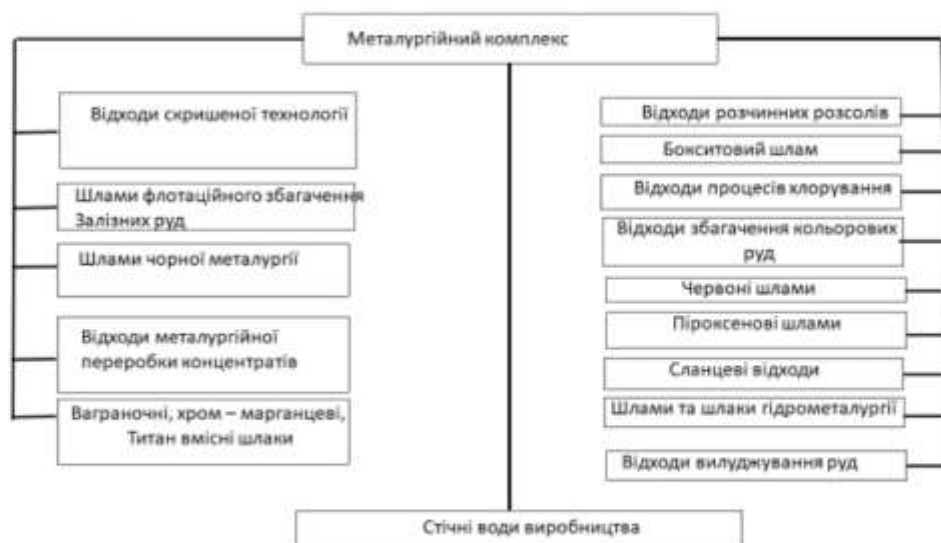 Металургійний комплекс
Відходи скришеної технології
Шлами флотаційного збагачення
Залізних руд
Шлами чорної металургії
Відходи металургійної
переробки концентратів
Ваграночні, хром – марганцеві,
Титан вмісні шлаки
Відходи розчинних розсолів
Бокситовий шлам
Відходи процесів хлорування
Відходи збагачення кольорових
руд
Червоні шлами
Піроксенові шлами
Сланцеві відходи
Шлами та шлаки гідрометалургії
Відходи вилуджування руд
Стічні води виробництва